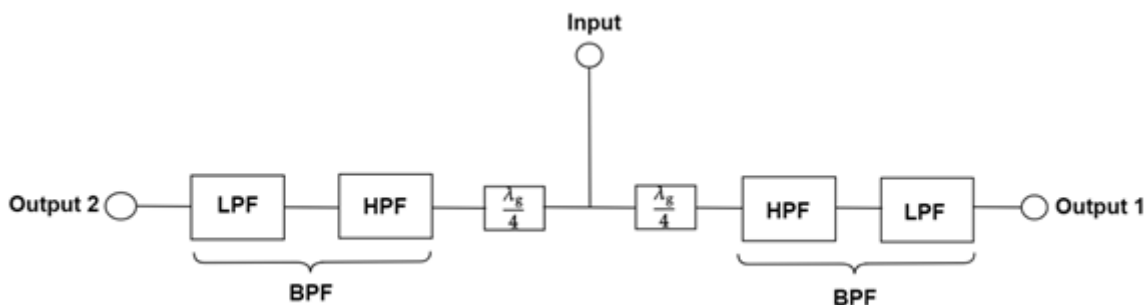 Input
Output 2
LPF
HPF
λg/4
λg/4
HPF
LPF
Output 1
BPF
BPF